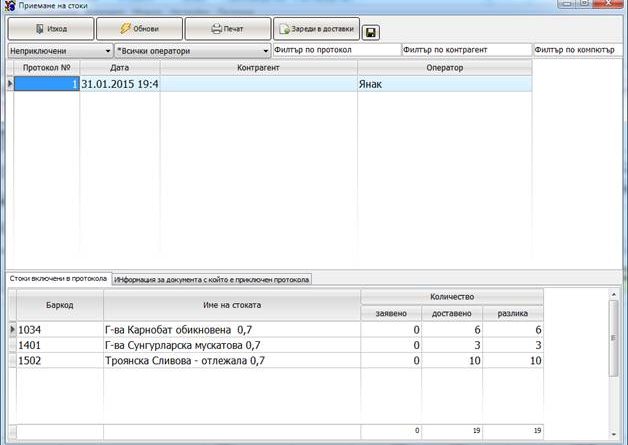 Приемане на стоки
Изход Обнови Печат Зареди в доставки
Неприключени *Всички оператори Филтър по протокол Филтър по контрагент Филтър по компютър
Протокол № Дата Контрагент Оператор
1 31.01.2015 19:4 Янак
Стоки включени в протокола Информация за документа с който е приключен протокола
Баркод Име на стоката Количество
заявено доставено разлика
1034 Г-ва Карнобат обикновена 0,7 0 6 6
1401 Г-ва Сунгурларска мускатова 0,7 0 3 3
1502 Троянска Сливова - отлежала 0,7 0 10 10
0 19 19